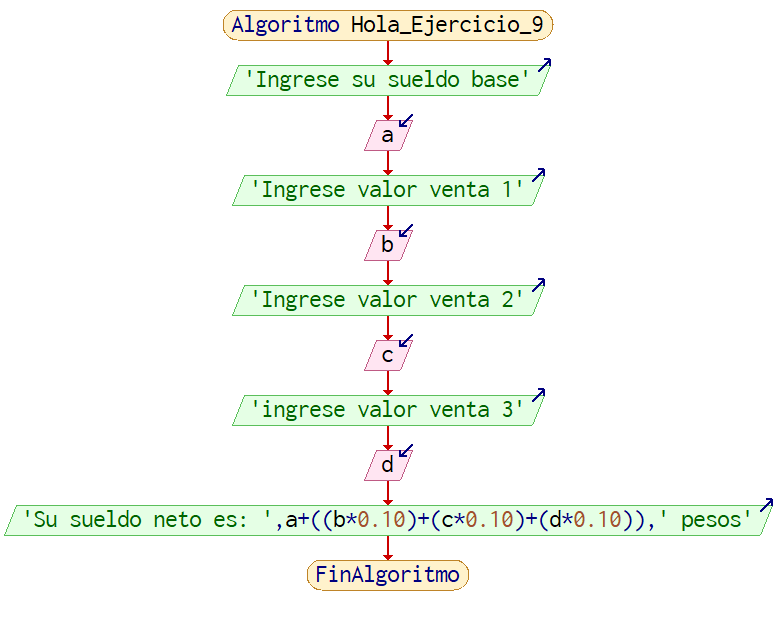 Algoritmo Hola_Ejercicio_9
'Ingrese su sueldo base'
a
'Ingrese valor venta 1'
b
'Ingrese valor venta 2'
c
'ingrese valor venta 3'
d
'Su sueldo neto es: ',a+((b*0.10)+(c*0.10)+(d*0.10)),' pesos'
FinAlgoritmo